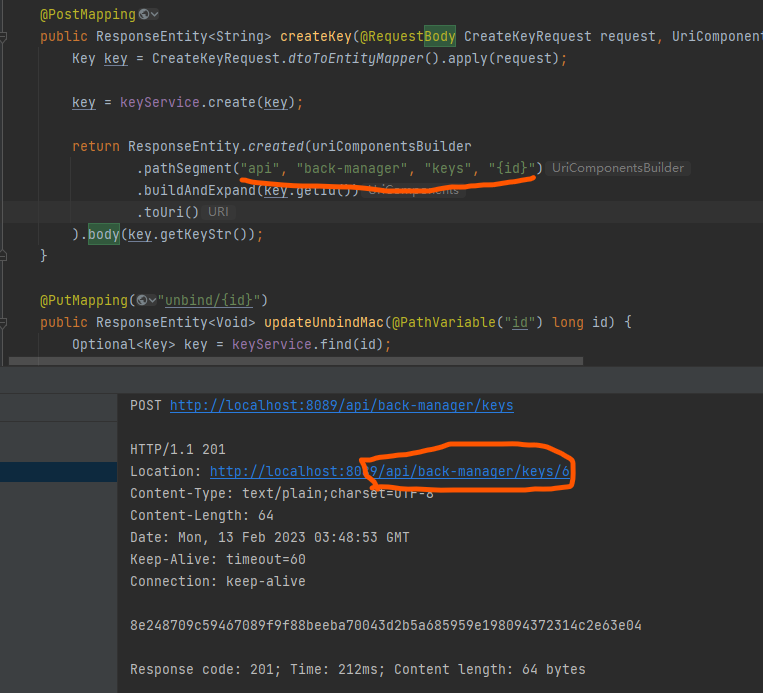 @PostMapping
public ResponseEntity<String> createKey(@RequestBody CreateKeyRequest request, UriComponent
Key key = CreateKeyRequest.dtoToEntityMapper().apply(request);
key = keyService.create(key);
return ResponseEntity.created(uriComponentsBuilder
.pathSegment("api", "back-manager", "keys", "{id}") UriComponentsBuilder
.buildAndExpand(key.getId()) UriComponents
.toUri() URI
).body(key.getKeyStr());
}
@PutMapping("unbind/{id}")
public ResponseEntity<Void> updateUnbindMac(@PathVariable("id") long id) {
Optional<Key> key = keyService.find(id);
POST http://localhost:8089/api/back-manager/keys
HTTP/1.1 201
Location: http://localhost:8089/api/back-manager/keys/6
Content-Type: text/plain;charset=UTF-8
Content-Length: 64
Date: Mon, 13 Feb 2023 03:48:53 GMT
Keep-Alive: timeout=60
Connection: keep-alive
8e248709c59467089f9f88beeba70043d2b5a685959e198094372314c2e63e04
Response code: 201; Time: 212ms; Content length: 64 bytes